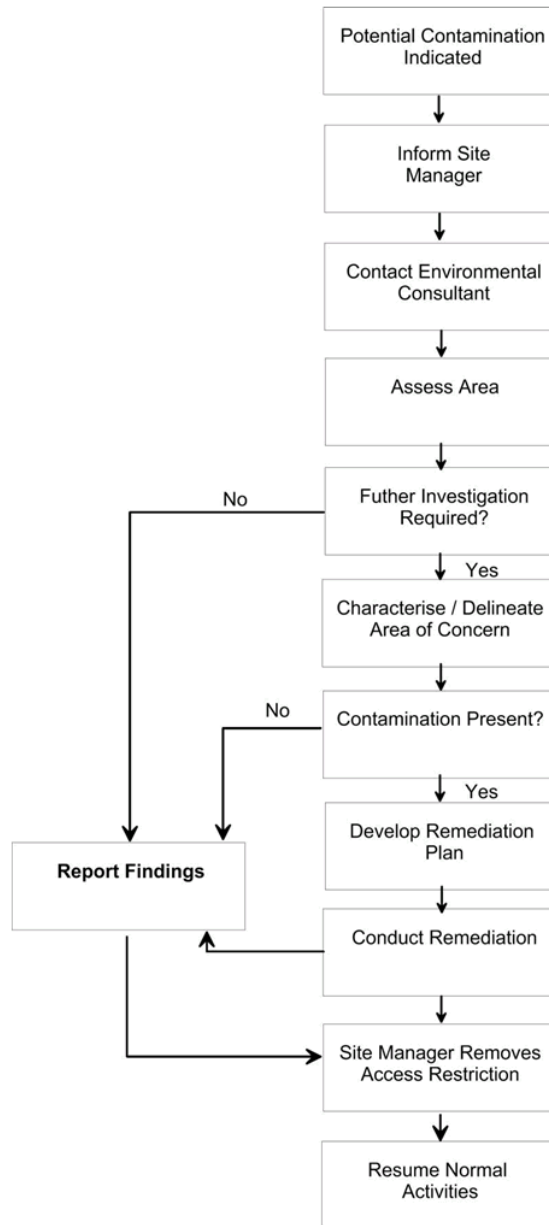 Potential Contamination
Indicated
Inform Site
Manager
Contact Environmental
Consultant
Assess Area
Futher Investigation
Required?
No
Yes
Characterise / Delineate
Area of Concern
Contamination Present?
No
Yes
Develop Remediation
Plan
Report Findings
Conduct Remediation
Site Manager Removes
Access Restriction
Resume Normal
Activities